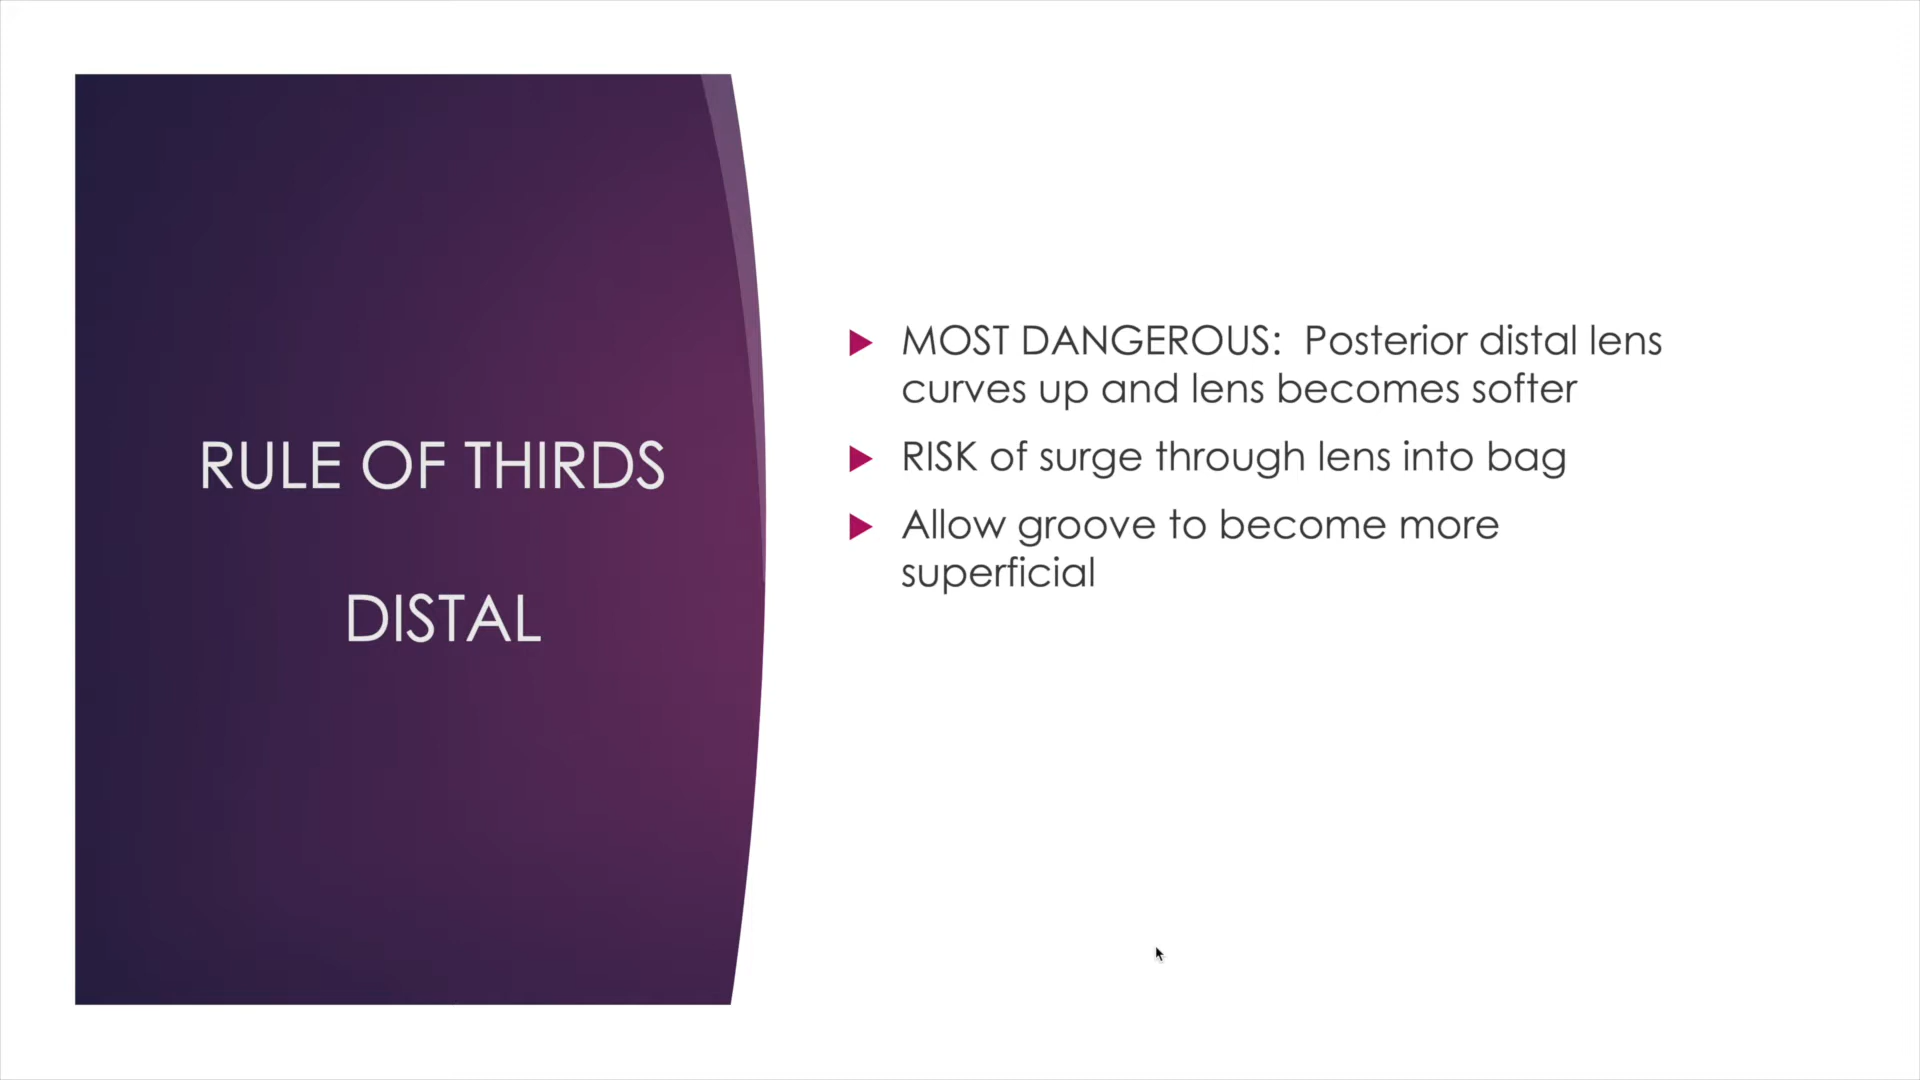 RULE OF THIRDS
DISTAL
MOST DANGEROUS:  Posterior distal lens
curves up and lens becomes softer
RISK of surge through lens into bag
Allow groove to become more
superficial